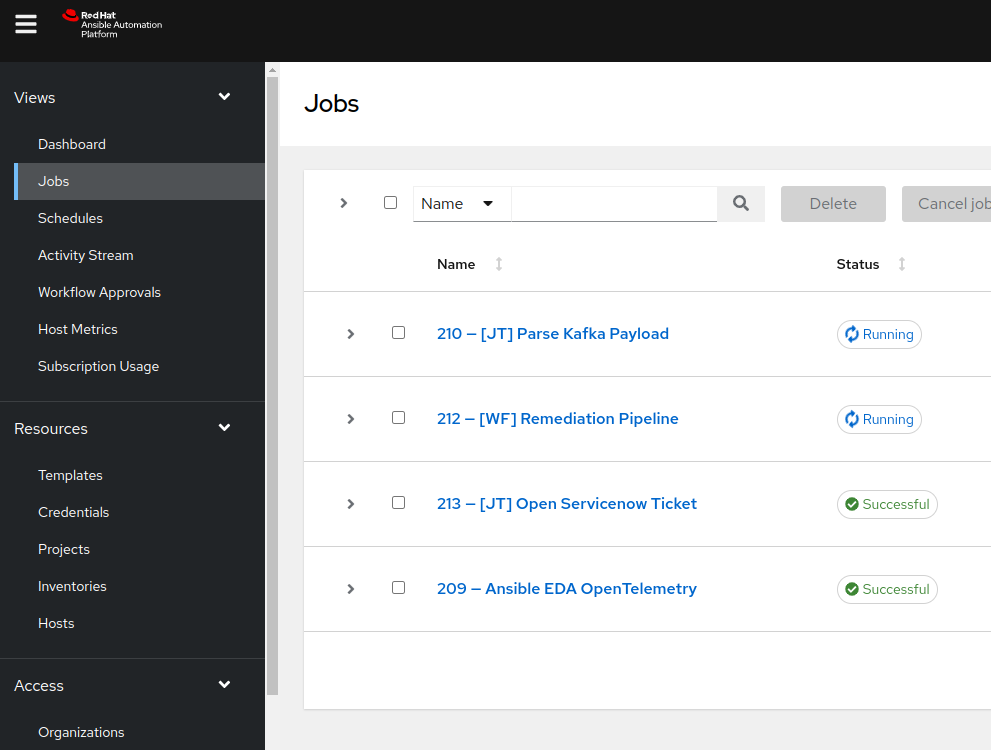 Red Hat
Ansible Automation
Platform
Views
Dashboard
Jobs
Schedules
Activity Stream
Workflow Approvals
Host Metrics
Subscription Usage
Resources
Templates
Credentials
Projects
Inventories
Hosts
Access
Organizations
Jobs
Name
Delete
Cancel job
Name Status
210 — [JT] Parse Kafka Payload Running
212 — [WF] Remediation Pipeline Running
213 — [JT] Open Servicenow Ticket Successful
209 — Ansible EDA OpenTelemetry Successful